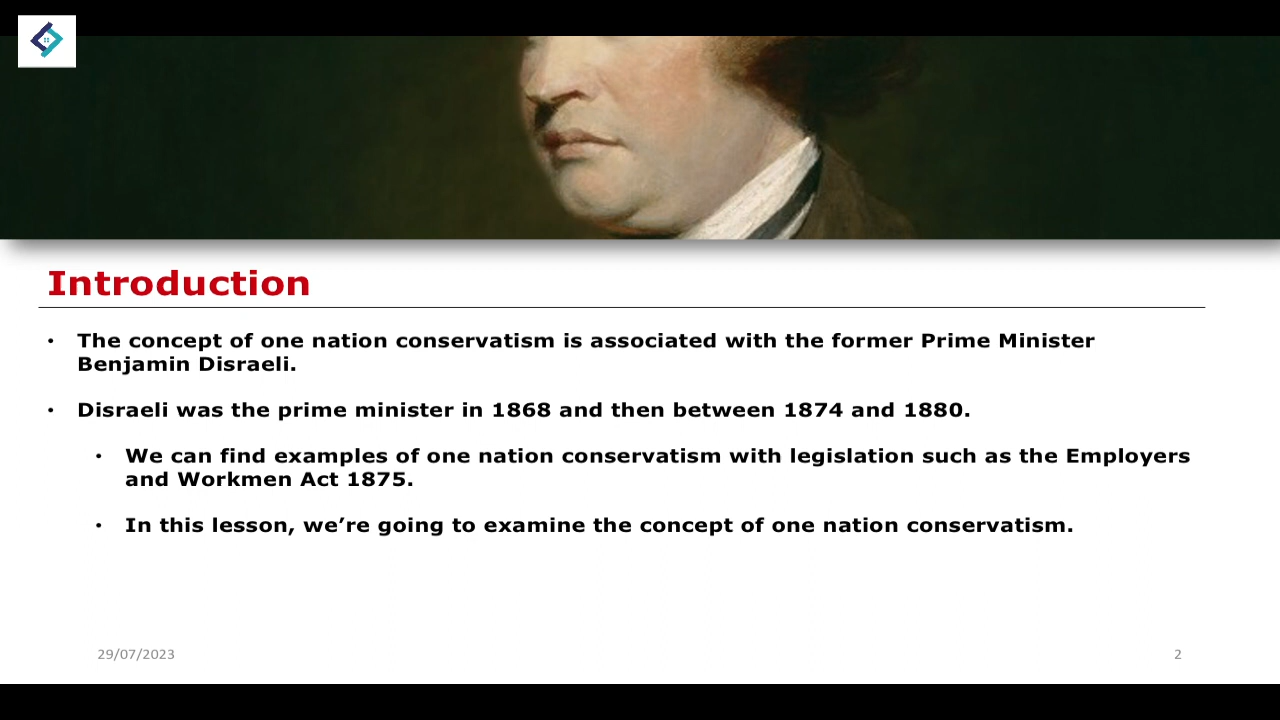 Introduction
• The concept of one nation conservatism is associated with the former Prime Minister
Benjamin Disraeli.
• Disraeli was the prime minister in 1868 and then between 1874 and 1880.
• We can find examples of one nation conservatism with legislation such as the Employers
and Workmen Act 1875.
• In this lesson, we’re going to examine the concept of one nation conservatism.
29/07/2023
2